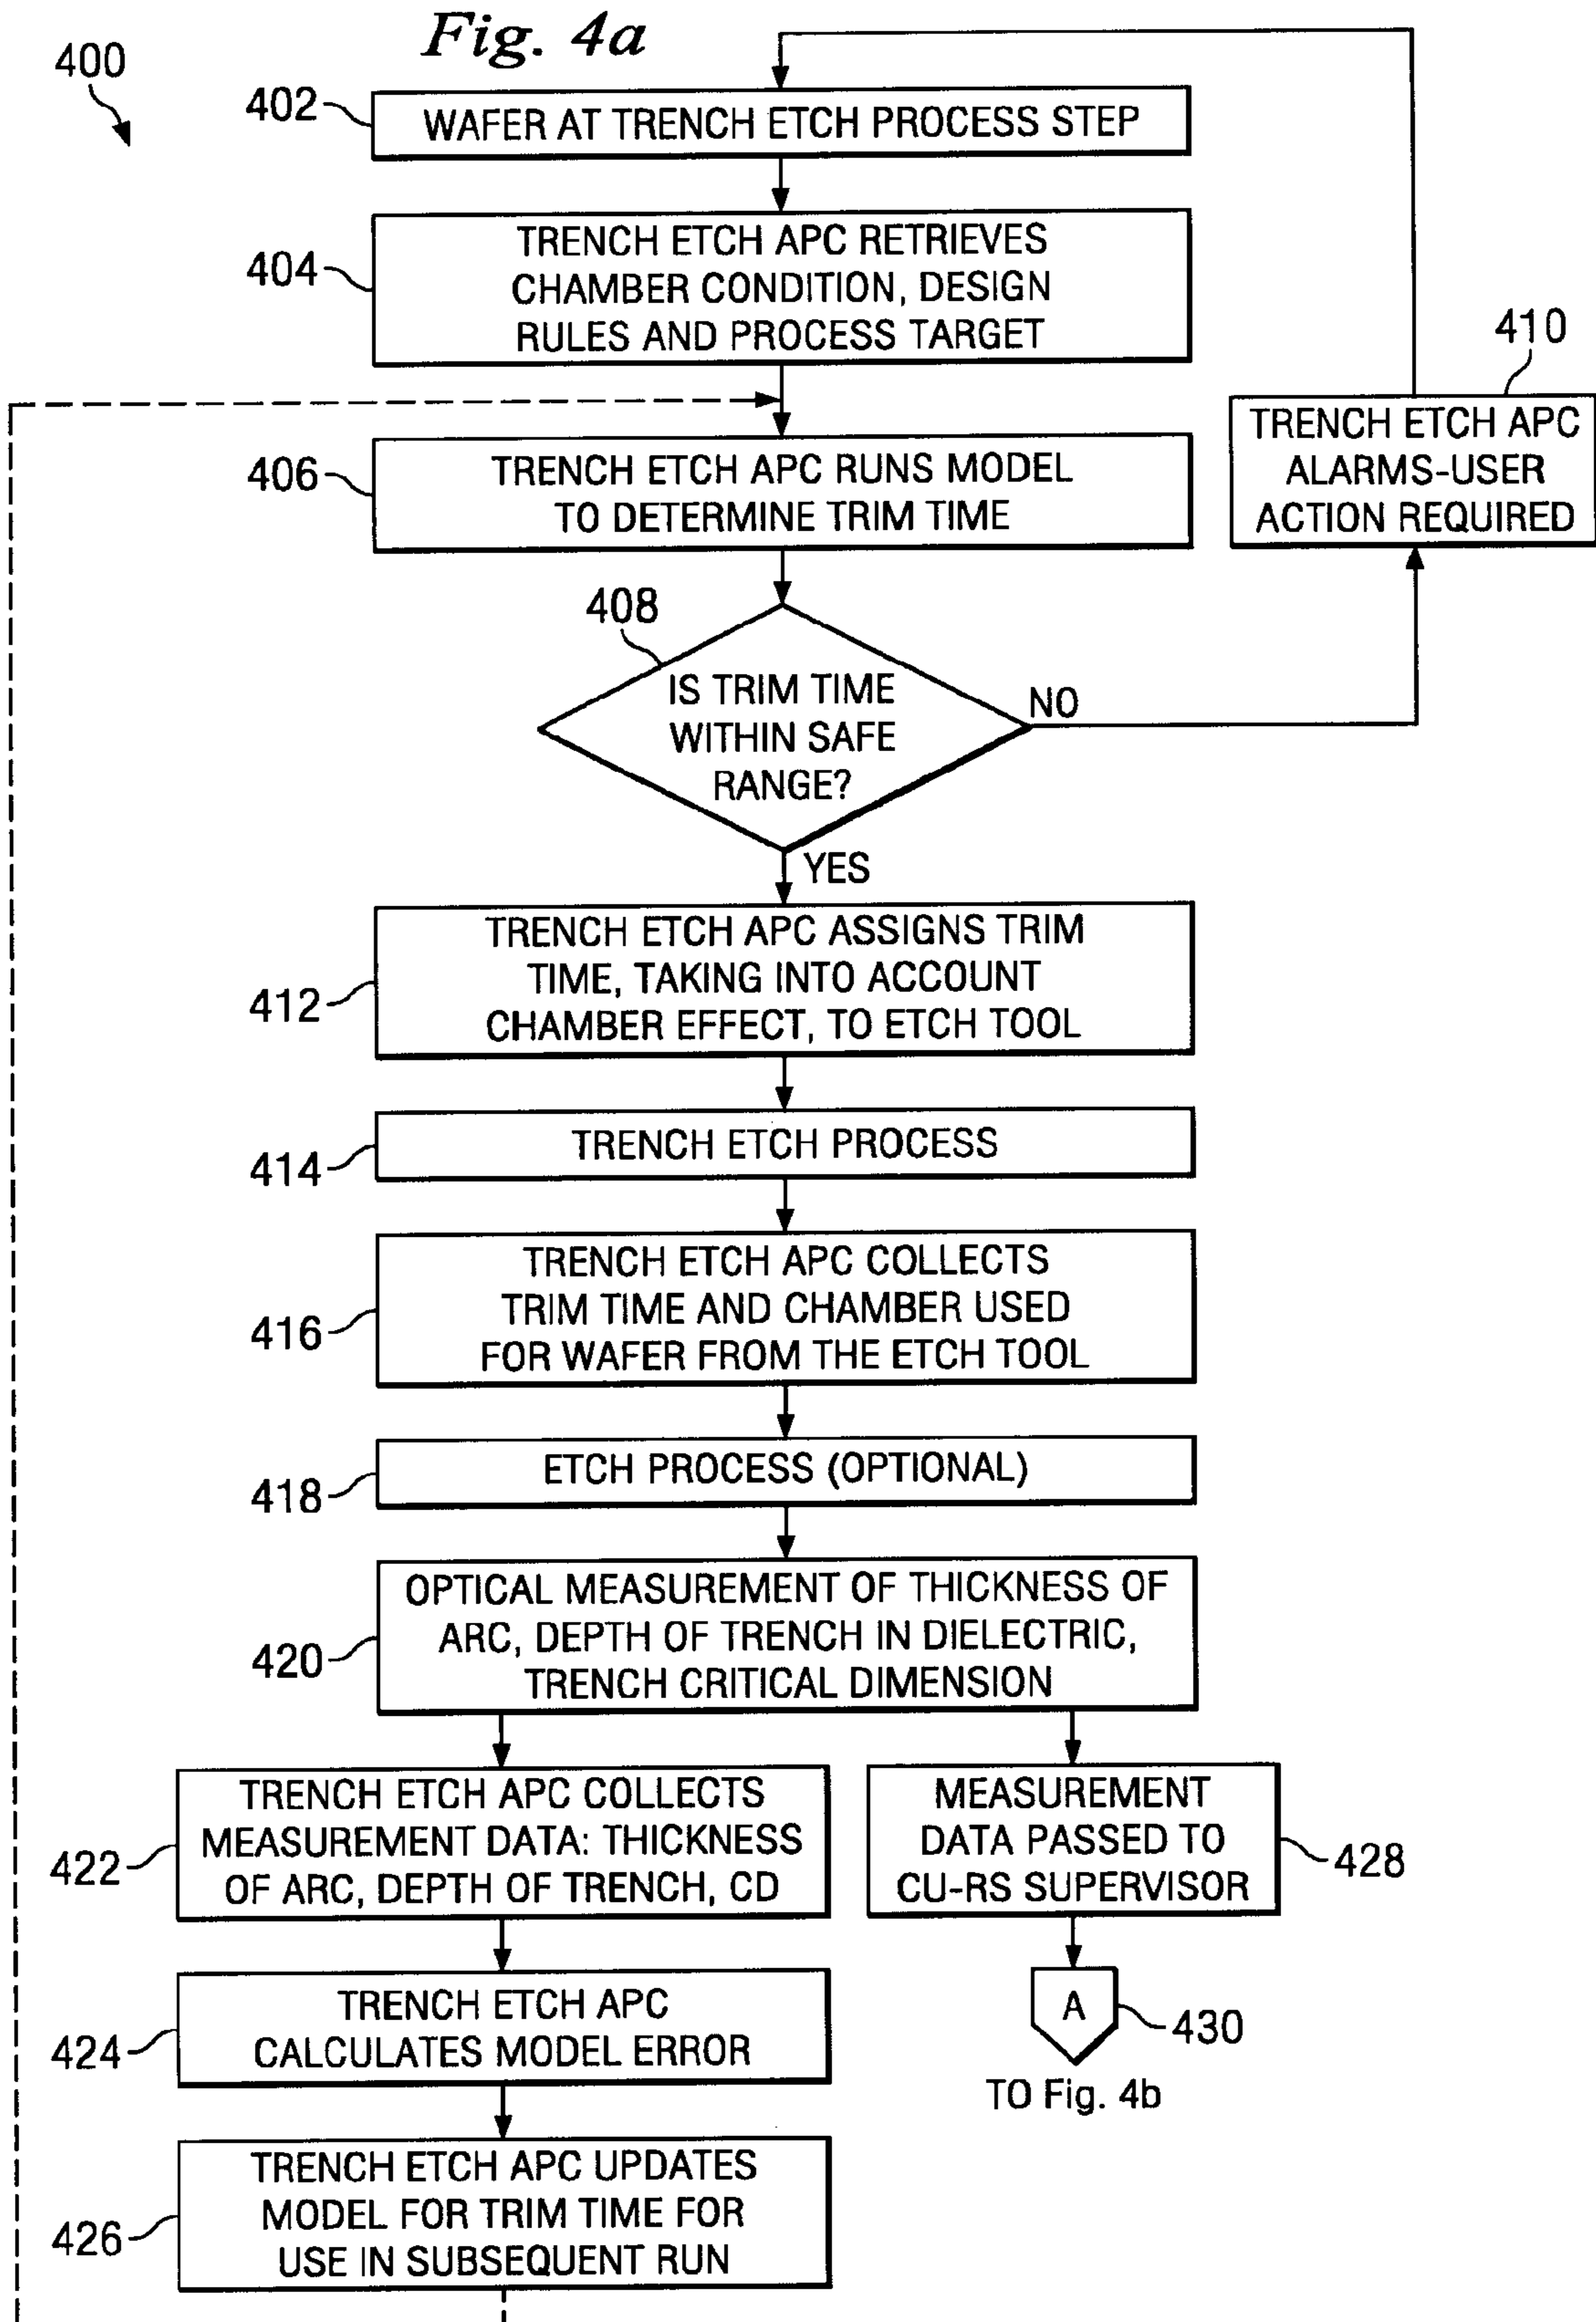 Fig. 4a
400
402
WAFER AT TRENCH ETCH PROCESS STEP
404
TRENCH ETCH APC RETRIEVES
CHAMBER CONDITION, DESIGN
RULES AND PROCESS TARGET
410
TRENCH ETCH APC
ALARMS-USER
ACTION REQUIRED
406
TRENCH ETCH APC RUNS MODEL
TO DETERMINE TRIM TIME
408
IS TRIM TIME
WITHIN SAFE
RANGE?
NO
YES
412
TRENCH ETCH APC ASSIGNS TRIM
TIME, TAKING INTO ACCOUNT
CHAMBER EFFECT, TO ETCH TOOL
414
TRENCH ETCH PROCESS
416
TRENCH ETCH APC COLLECTS
TRIM TIME AND CHAMBER USED
FOR WAFER FROM THE ETCH TOOL
418
ETCH PROCESS (OPTIONAL)
420
OPTICAL MEASUREMENT OF THICKNESS OF
ARC, DEPTH OF TRENCH IN DIELECTRIC,
TRENCH CRITICAL DIMENSION
422
TRENCH ETCH APC COLLECTS
MEASUREMENT DATA: THICKNESS
OF ARC, DEPTH OF TRENCH, CD
MEASUREMENT
DATA PASSED TO
CU-RS SUPERVISOR
428
424
TRENCH ETCH APC
CALCULATES MODEL ERROR
A
430
TO Fig. 4b
426
TRENCH ETCH APC UPDATES
MODEL FOR TRIM TIME FOR
USE IN SUBSEQUENT RUN